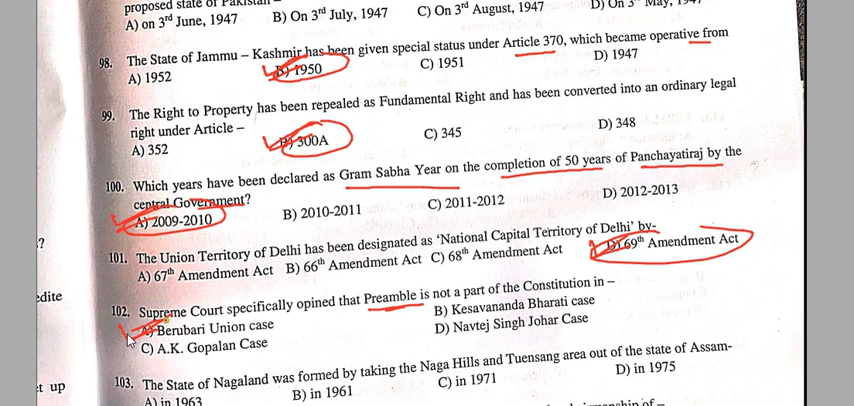 proposed state of Pakistan –
A) on 3rd June, 1947 B) On 3rd July, 1947 C) On 3rd August, 1947 D) On 3rd May, 1947
98. The State of Jammu – Kashmir has been given special status under Article 370, which became operative from
A) 1952 B) 1950 C) 1951 D) 1947
99. The Right to Property has been repealed as Fundamental Right and has been converted into an ordinary legal
right under Article –
A) 352 B) 300A C) 345 D) 348
100. Which years have been declared as Gram Sabha Year on the completion of 50 years of Panchayatiraj by the
central Government?
A) 2009-2010 B) 2010-2011 C) 2011-2012 D) 2012-2013
101. The Union Territory of Delhi has been designated as ‘National Capital Territory of Delhi’ by-
A) 67th Amendment Act B) 66th Amendment Act C) 68th Amendment Act D) 69th Amendment Act
102. Supreme Court specifically opined that Preamble is not a part of the Constitution in –
A) Berubari Union case B) Kesavananda Bharati case
C) A.K. Gopalan Case D) Navtej Singh Johar Case
103. The State of Nagaland was formed by taking the Naga Hills and Tuensang area out of the state of Assam-
A) in 1963 B) in 1961 C) in 1971 D) in 1975
.?
edite
t up